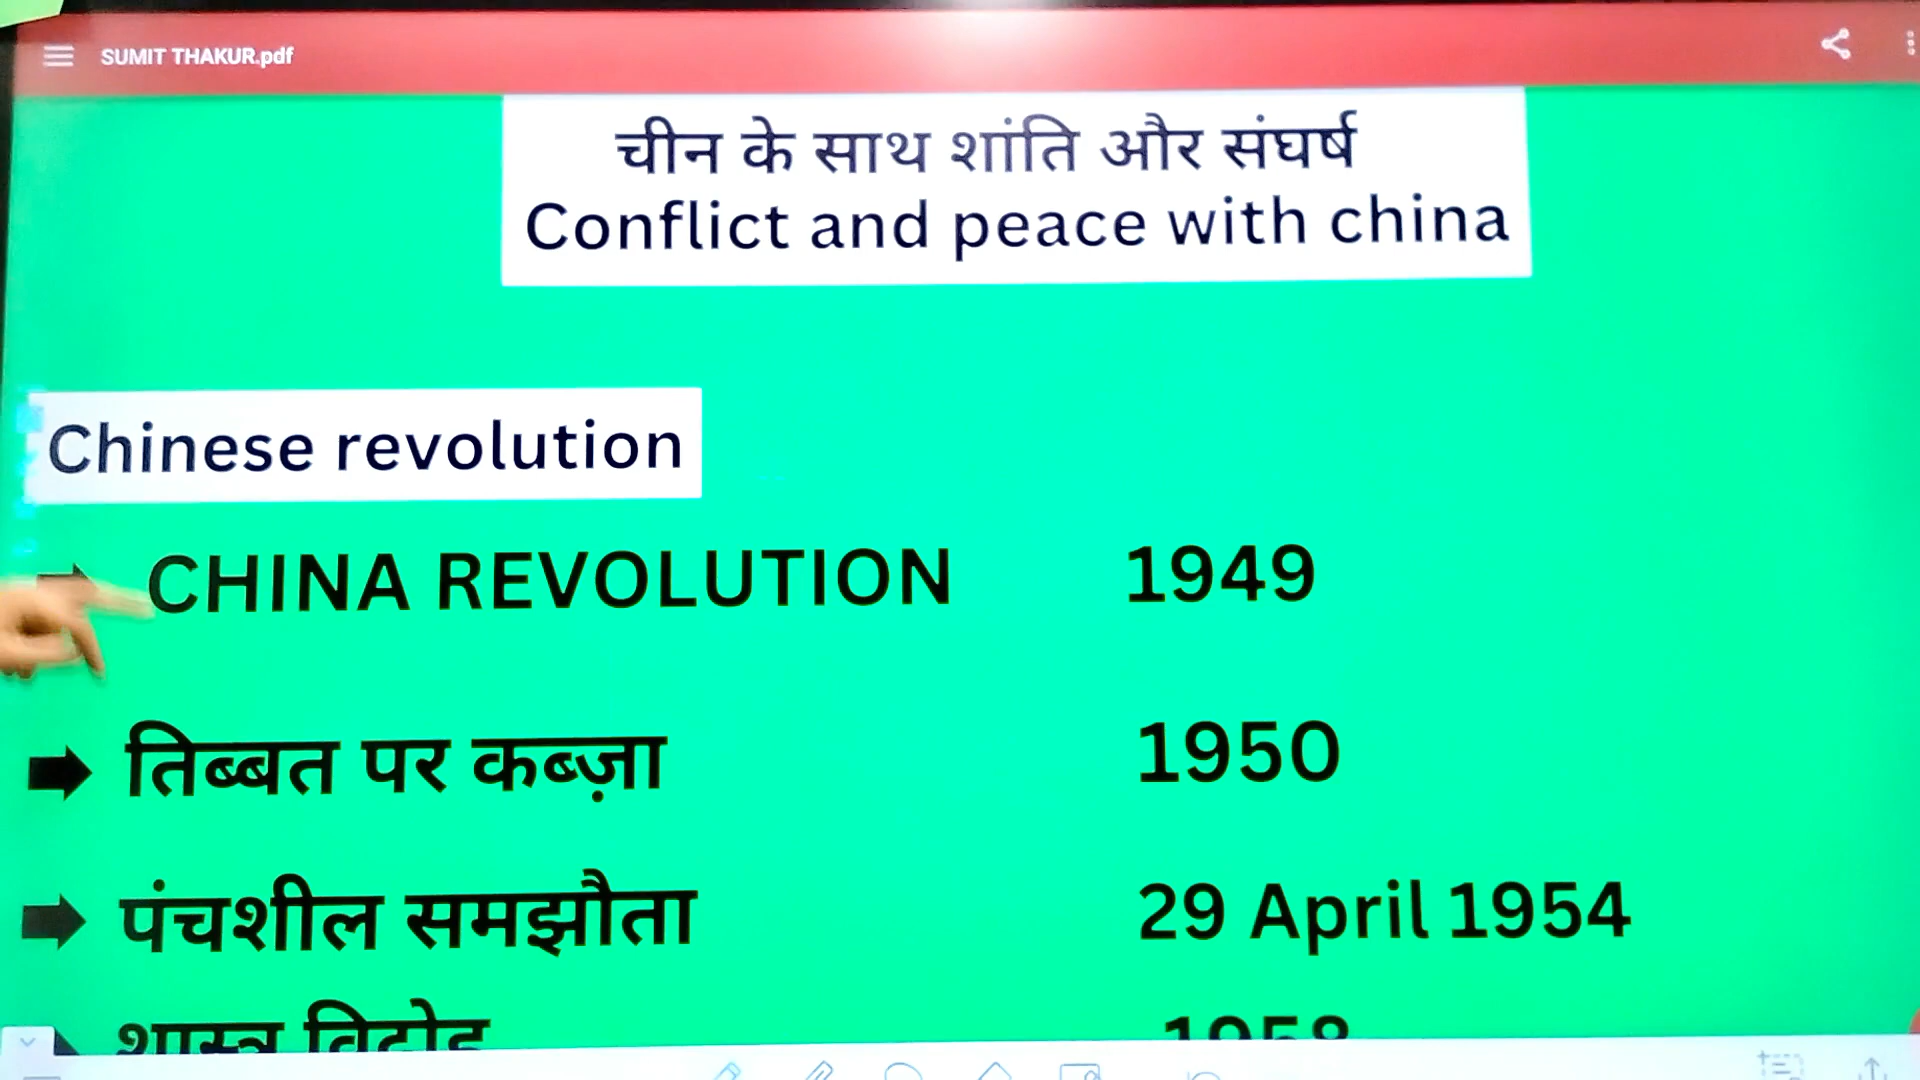 SUMIT THAKUR.pdf
चीन के साथ शांति और संघर्ष
Conflict and peace with china
Chinese revolution
CHINA REVOLUTION 1949
तिब्बत पर कब्ज़ा 1950
पंचशील समझौता 29 April 1954
शास्त्र विद्रोह 1958